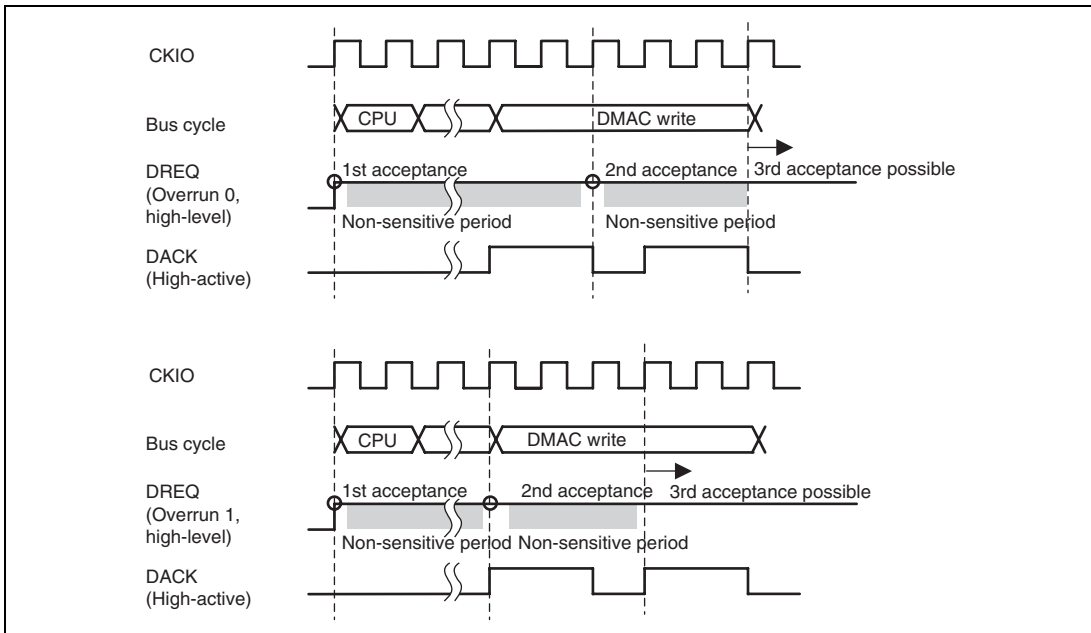 CKIO
Bus cycle
CPU
DMAC write
DREQ
(Overrun 0,
high-level)
1st acceptance
2nd acceptance
3rd acceptance possible
Non-sensitive period
Non-sensitive period
DACK
(High-active)
CKIO
Bus cycle
CPU
DMAC write
DREQ
(Overrun 1,
high-level)
1st acceptance
2nd acceptance
3rd acceptance possible
Non-sensitive period
Non-sensitive period
DACK
(High-active)